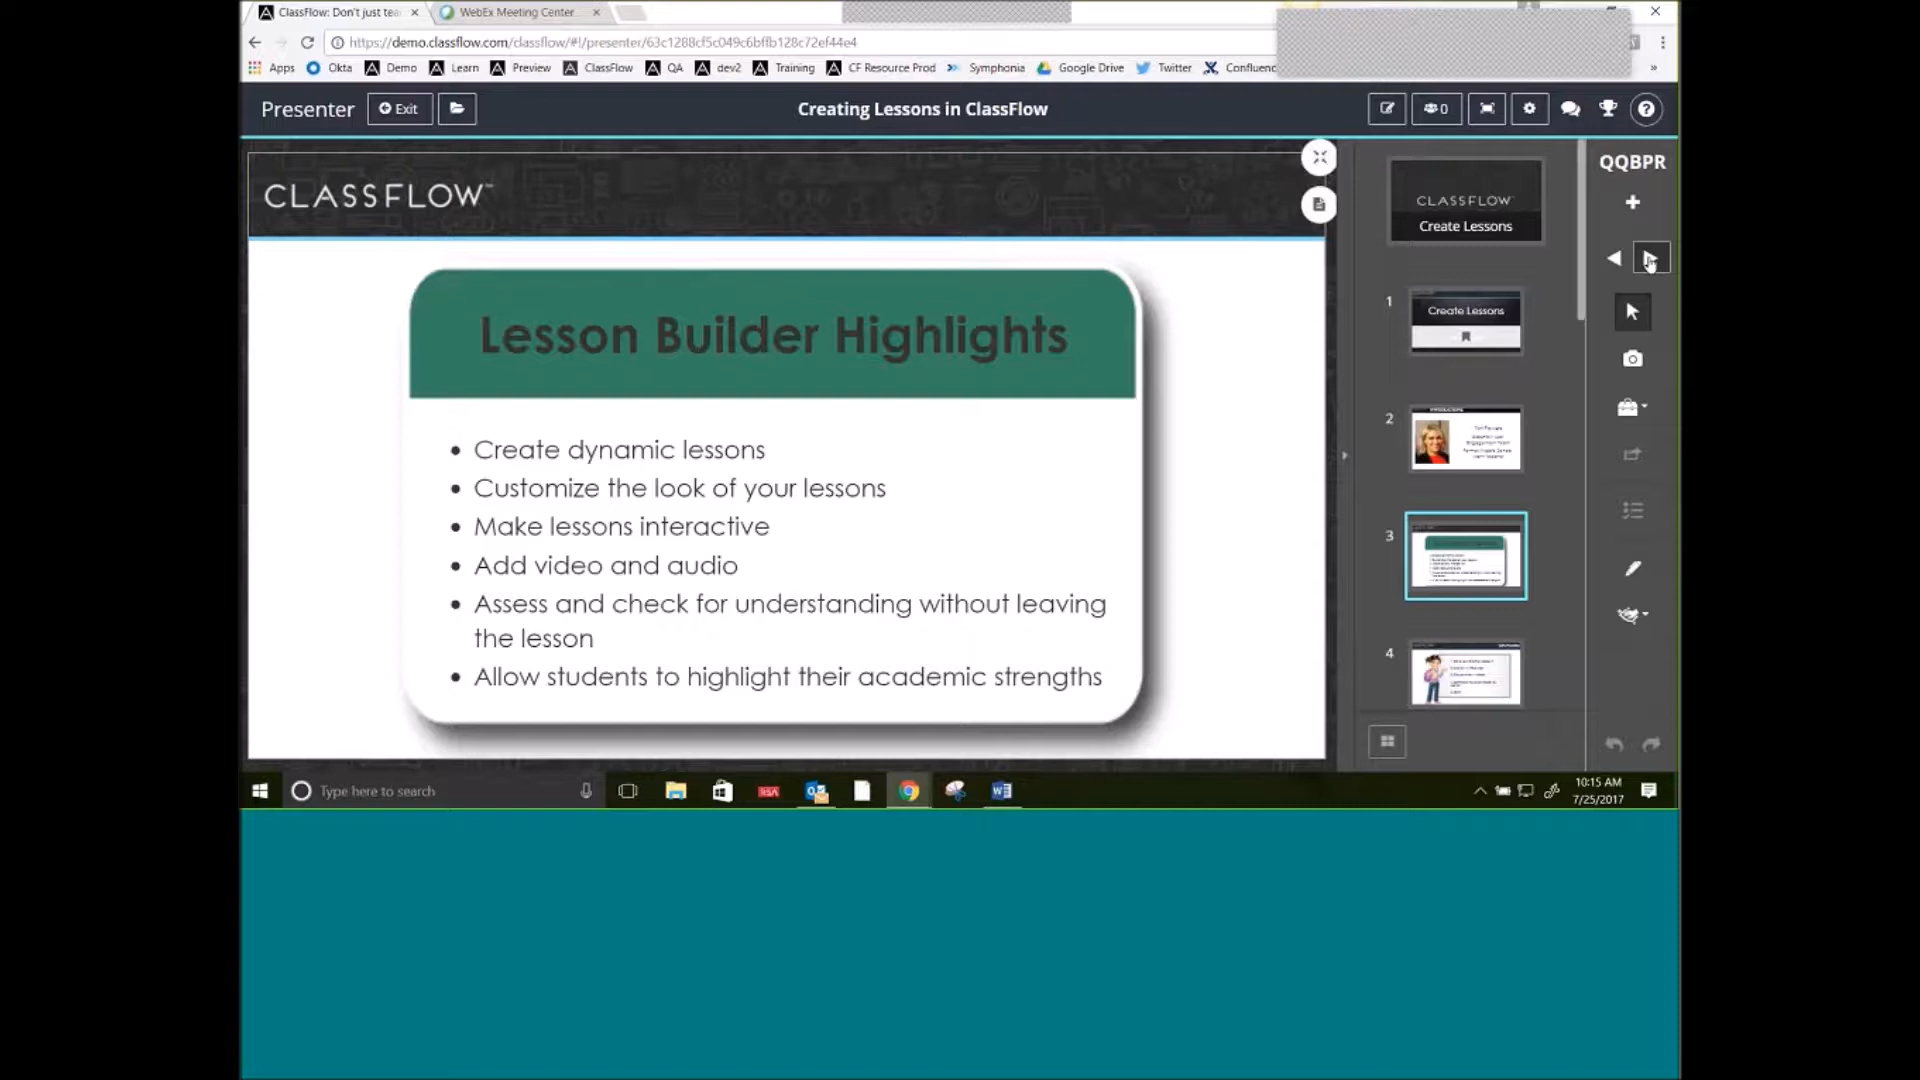 ClassFlow: Don't just tea
WebEx Meeting Center
https://demo.classflow.com/classflow/#!/presenter/63c1288cf5c049c6bffb128c72ef44e4
Apps Okta Demo Learn Preview ClassFlow QA dev2 Training CF Resource Prod Symphonia Google Drive Twitter Confluenc
Presenter Exit Creating Lessons in ClassFlow 0
CLASSFLOW™
Lesson Builder Highlights
• Create dynamic lessons
• Customize the look of your lessons
• Make lessons interactive
• Add video and audio
• Assess and check for understanding without leaving
the lesson
• Allow students to highlight their academic strengths
CLASSFLOW
Create Lessons
1
Create Lessons
2
3
4
QQBPR
Type here to search
10:15 AM
7/25/2017